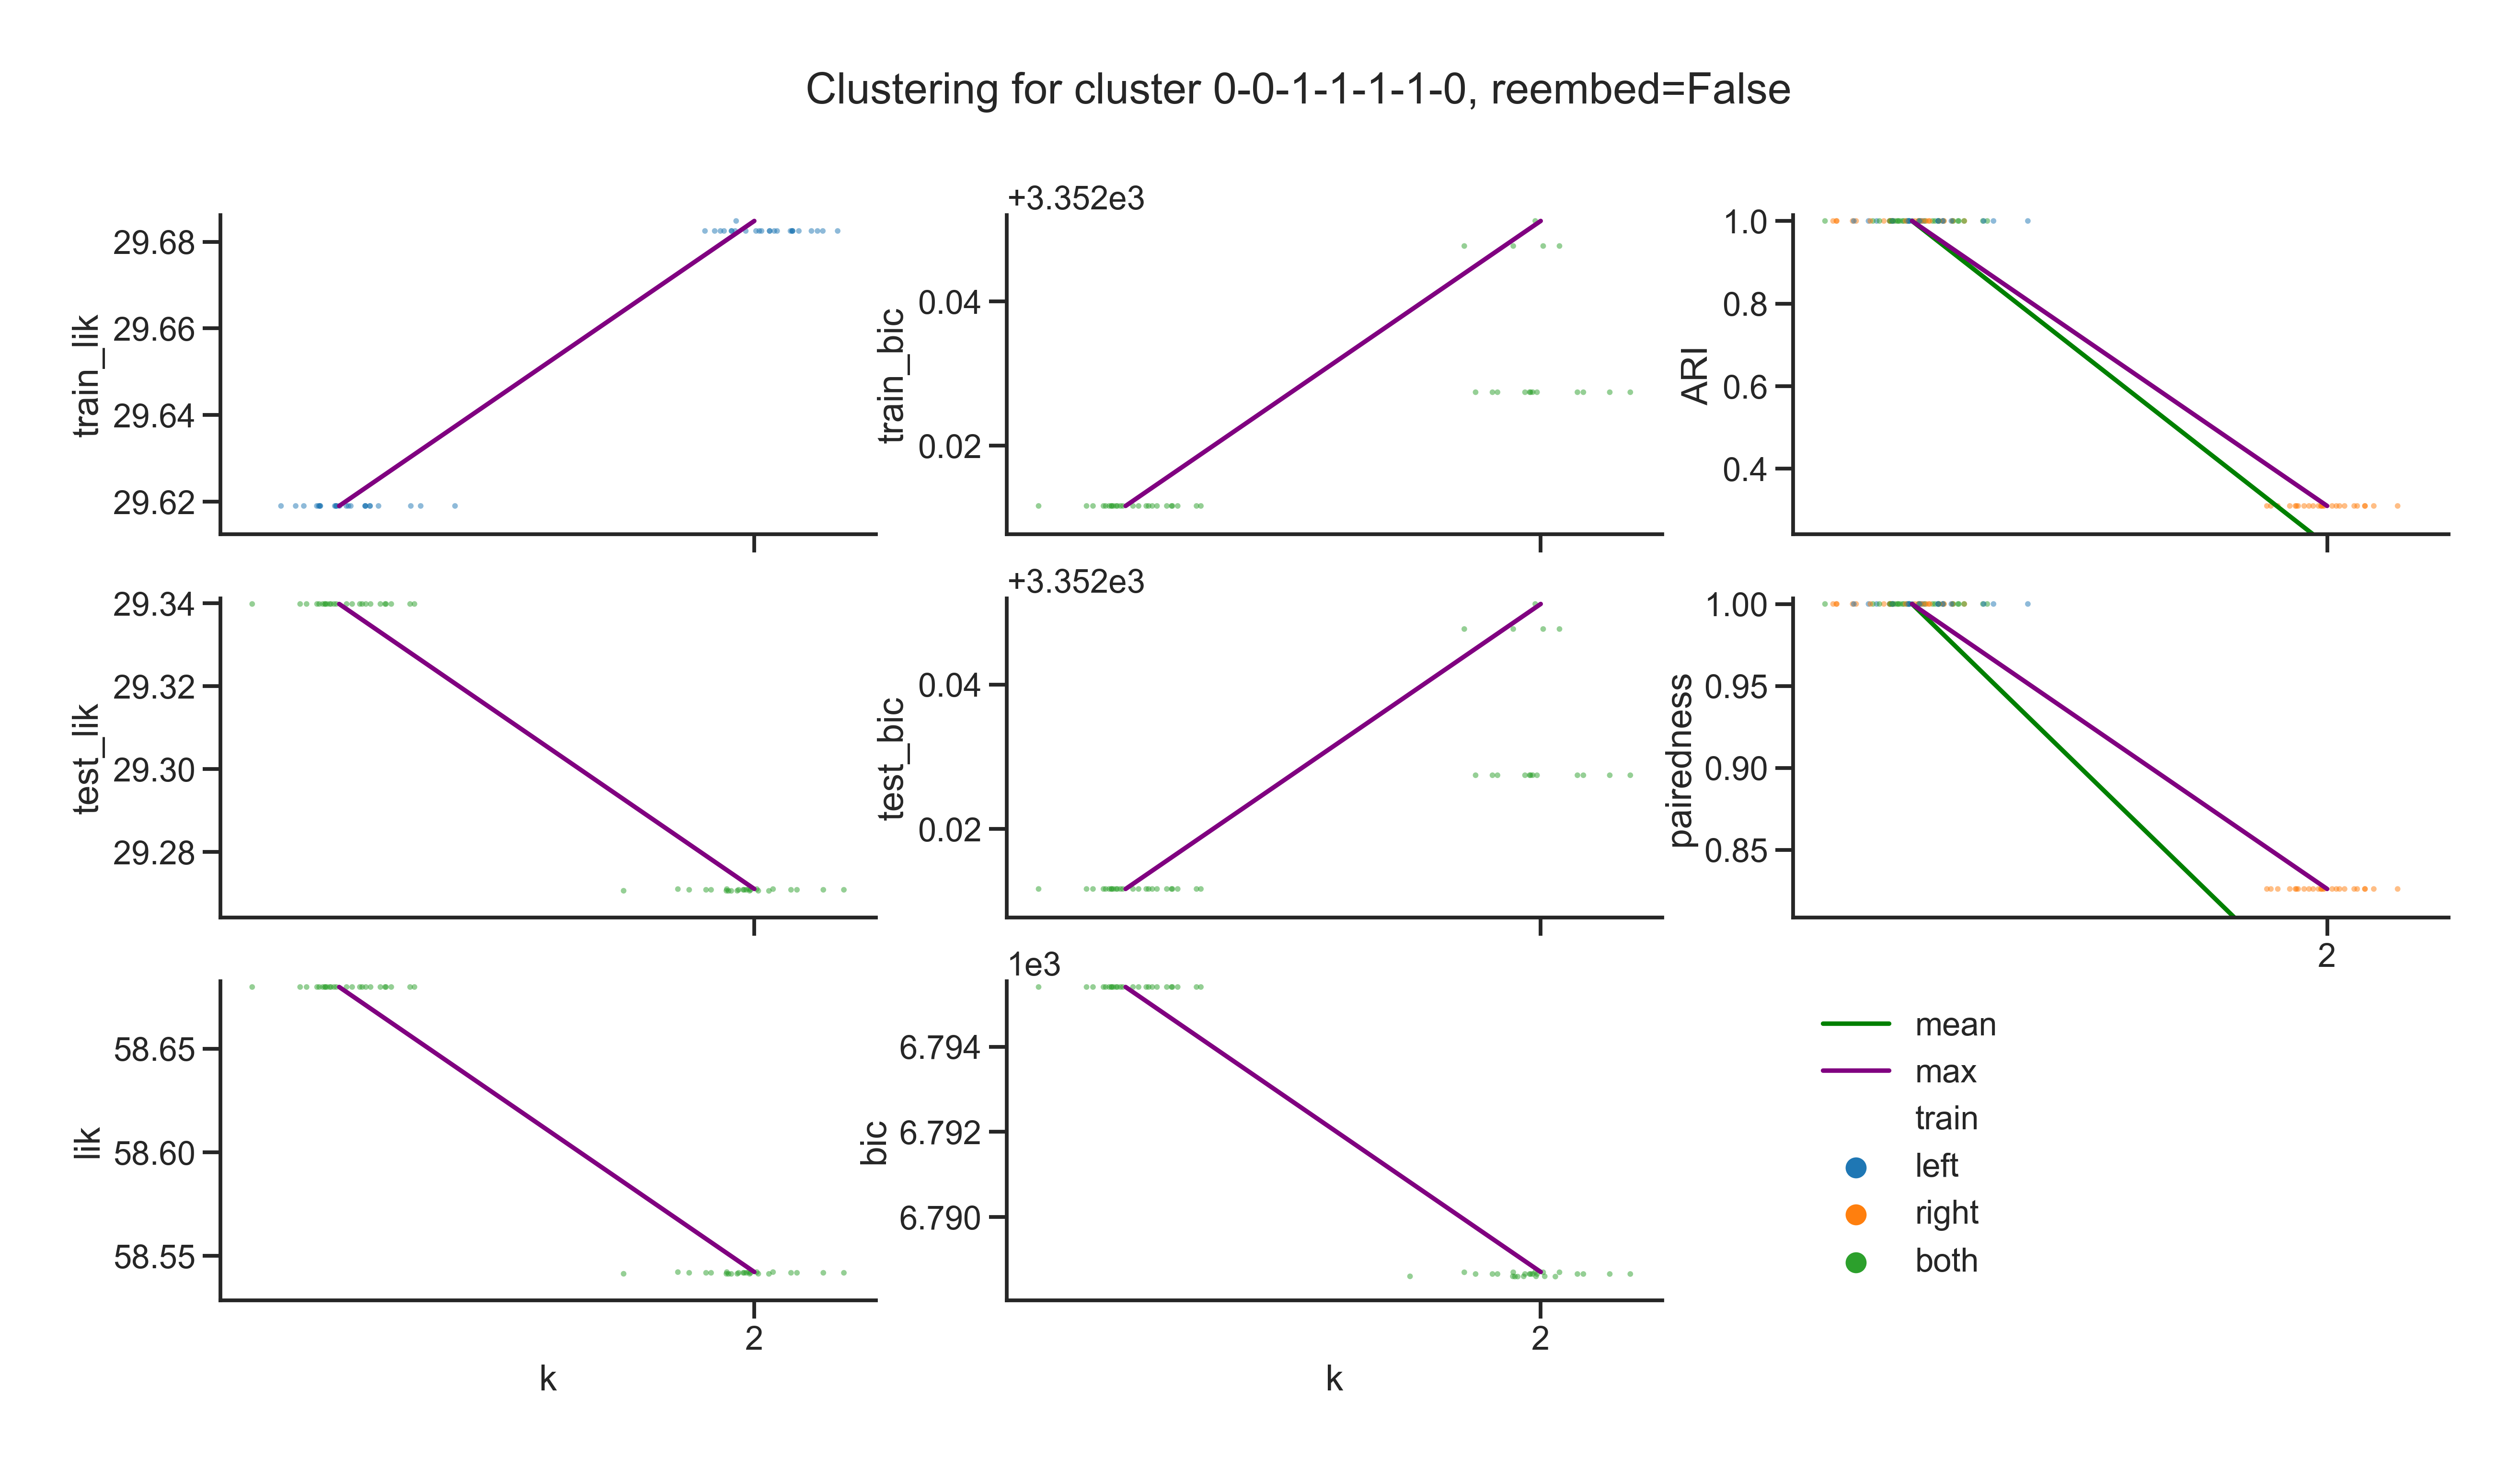 Clustering for cluster 0-0-1-1-1-1-0, reembed=False
train_lik
29.68
29.66
29.64
29.62
+3.352e3
train_bic
0.04
0.02
ARI
1.0
0.8
0.6
0.4
test_lik
29.34
29.32
29.30
29.28
+3.352e3
test_bic
0.04
0.02
pairedness
1.00
0.95
0.90
0.85
2
lik
58.65
58.60
58.55
2
k
1e3
bic
6.794
6.792
6.790
2
k
mean
max
train
left
right
both